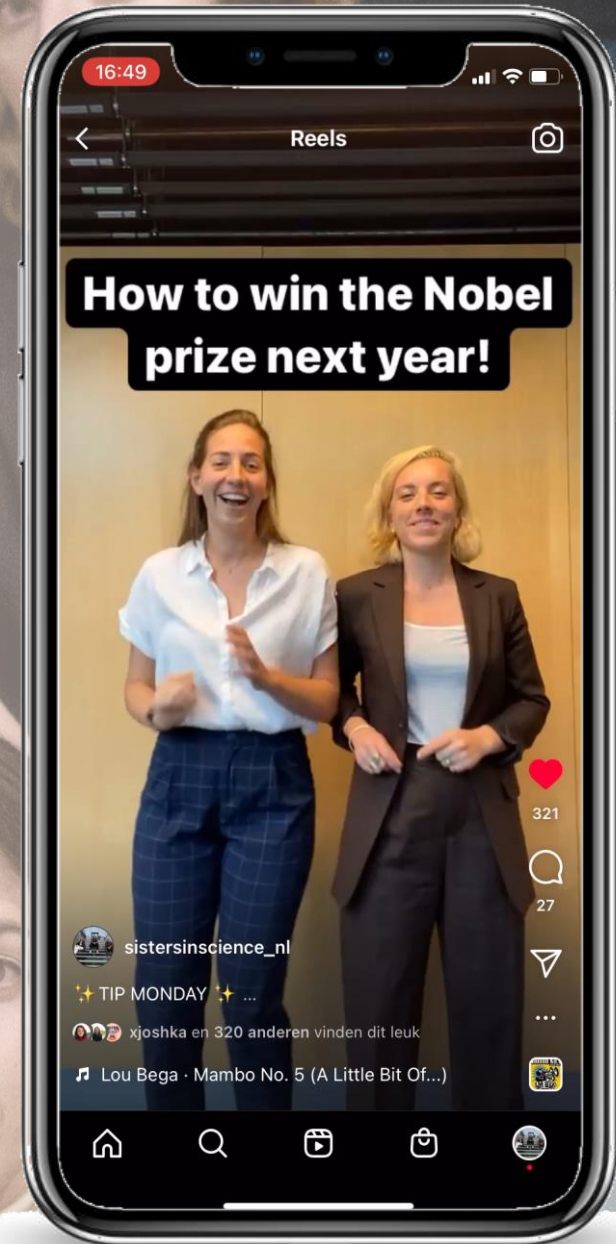 16:49
Reels
How to win the Nobel
prize next year!
321
27
sistersinscience_nl
✨ TIP MONDAY ✨ ...
xjoshka en 320 anderen vinden dit leuk
Lou Bega · Mambo No. 5 (A Little Bit Of...)